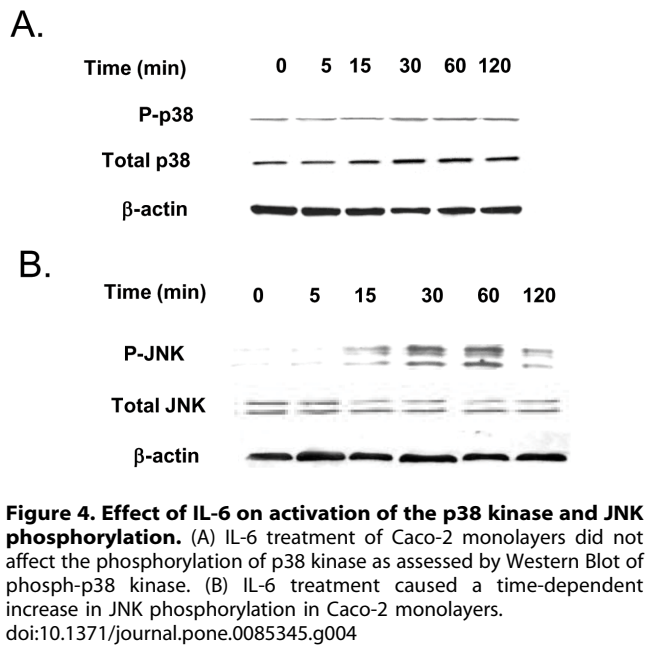 A.
Time (min) 0 5 15 30 60 120
P-p38
Total p38
β-actin
B.
Time (min) 0 5 15 30 60 120
P-JNK
Total JNK
β-actin
Figure 4. Effect of IL-6 on activation of the p38 kinase and JNK
phosphorylation. (A) IL-6 treatment of Caco-2 monolayers did not
affect the phosphorylation of p38 kinase as assessed by Western Blot of
phosph-p38 kinase. (B) IL-6 treatment caused a time-dependent
increase in JNK phosphorylation in Caco-2 monolayers.
doi:10.1371/journal.pone.0085345.g004